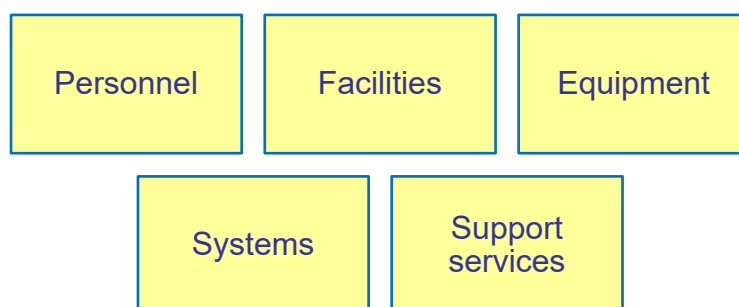 Personnel
Facilities
Equipment
Systems
Support
services